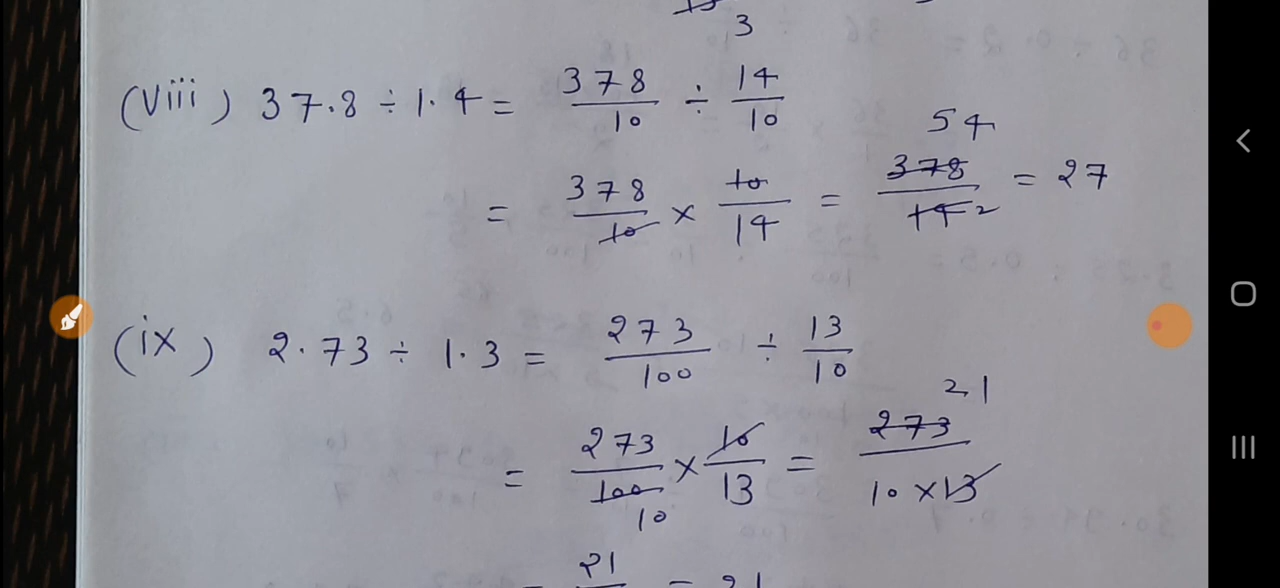 3
(viii) 37.8 ÷ 1.4 = 378/10 ÷ 14/10
= 378/10 × 10/14 = 378/14 = 27
54
2
(ix) 2.73 ÷ 1.3 = 273/100 ÷ 13/10
= 273/100 × 10/13 = 273/10 × 13
10
21
= 21